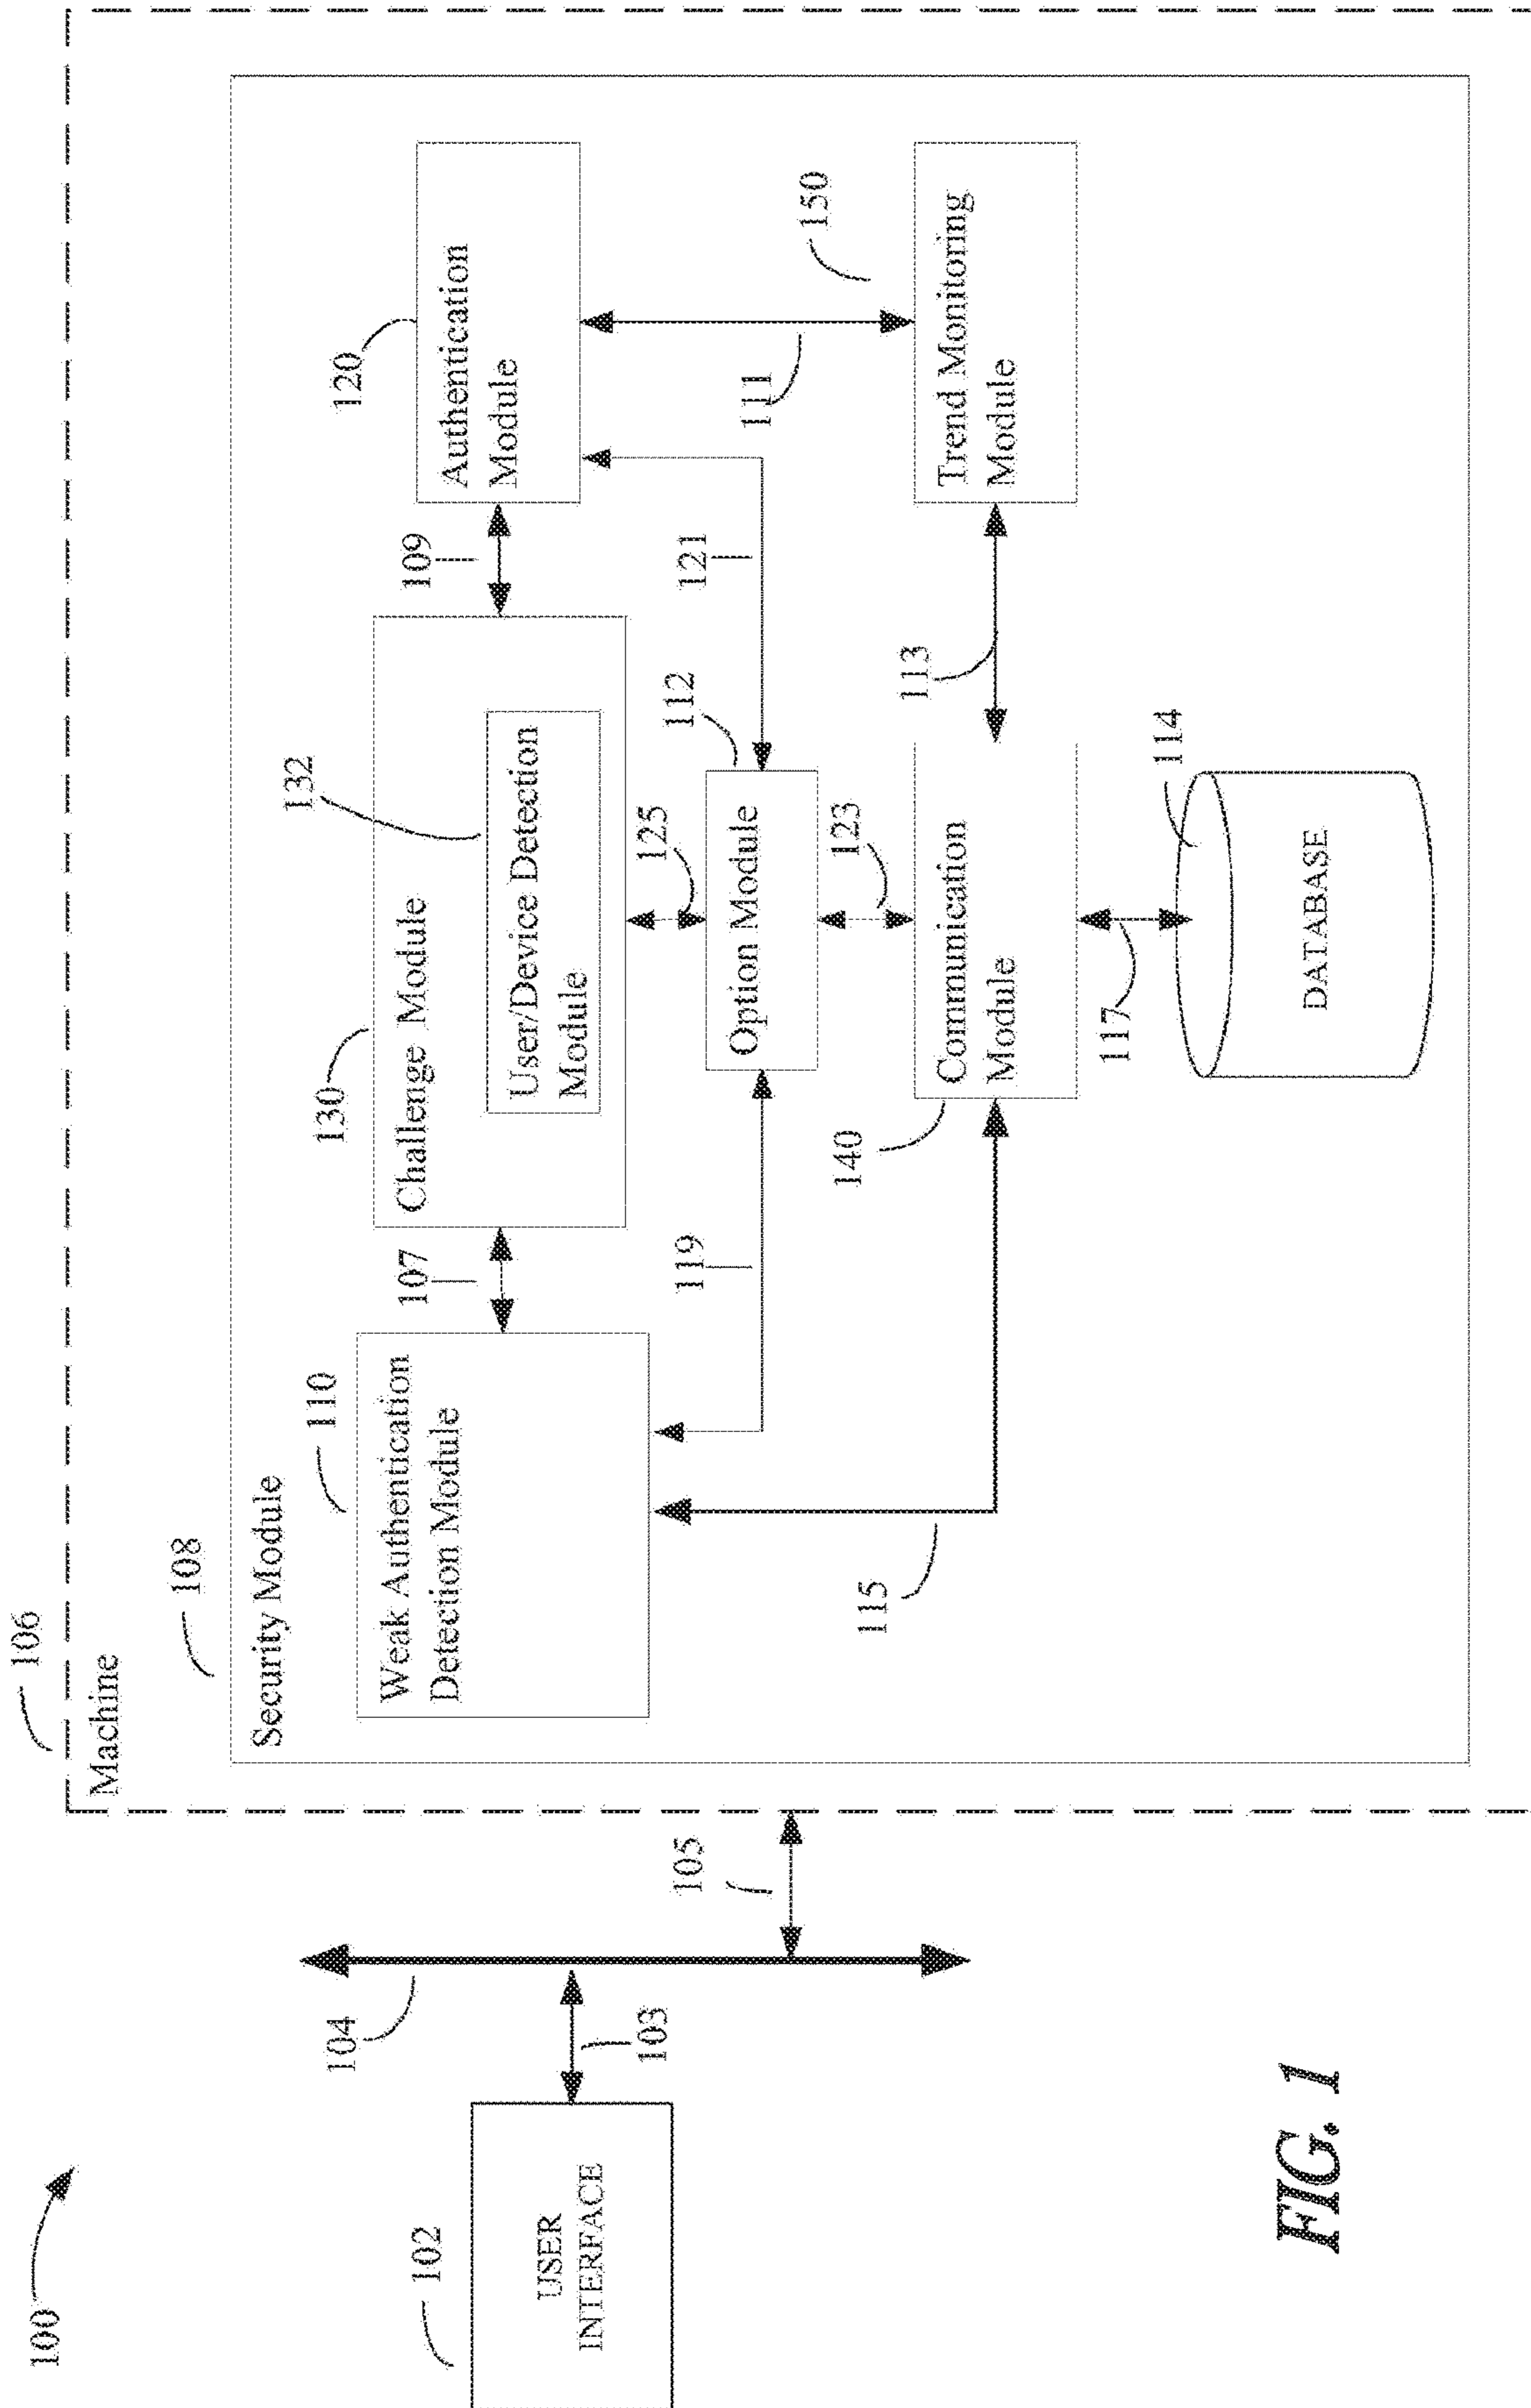 100
106
Machine
108
Security Module
110
Weak Authentication
Detection Module
107
130
Challenge Module
132
User/Device Detection
Module
109
120
Authentication
Module
102
USER
INTERFACE
104
103
105
119
125
112
Option Module
121
111
150
115
123
140
Communication
Module
113
Trend Monitoring
Module
117
114
DATABASE
FIG. 1